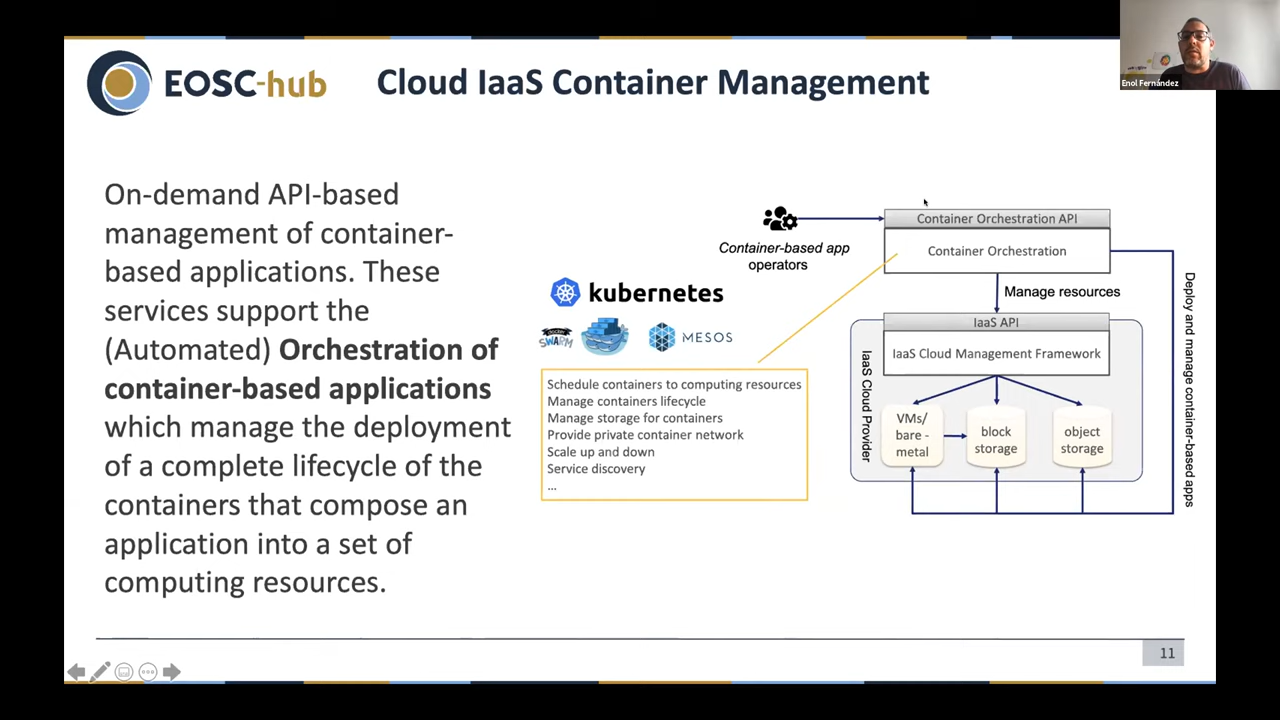 EOSC-hub
Cloud IaaS Container Management
Enol Fernández
On-demand API-based
management of container-
based applications. These
services support the
(Automated) Orchestration of
container-based applications
which manage the deployment
of a complete lifecycle of the
containers that compose an
application into a set of
computing resources.
Container-based app
operators
kubernetes
docker
SWARM
MESOS
Schedule containers to computing resources
Manage containers lifecycle
Manage storage for containers
Provide private container network
Scale up and down
Service discovery
...
Container Orchestration API
Container Orchestration
Manage resources
IaaS API
IaaS Cloud Management Framework
IaaS Cloud Provider
VMs/
bare -
metal
block
storage
object
storage
Deploy and manage container-based apps
11